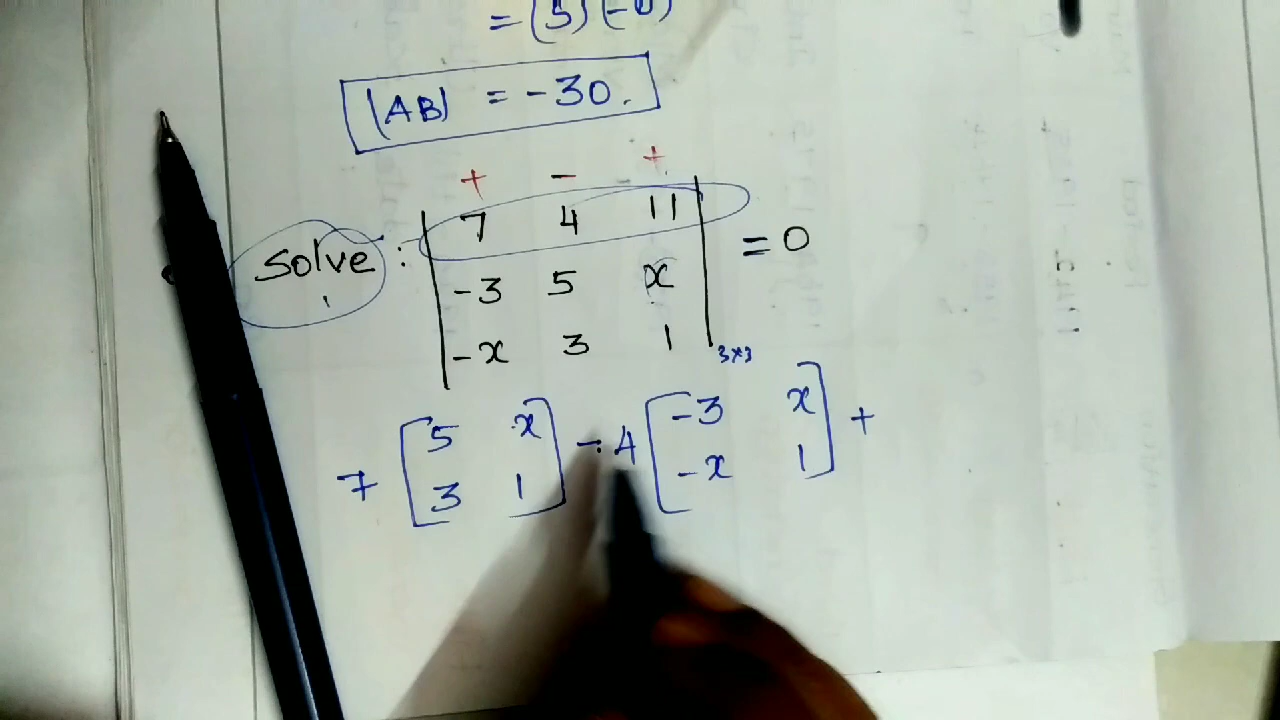 |AB| = -30.
+ - +
Solve : | 7 4 11 |
| -3 5 x | = 0
| -x 3 1 | 3×3
7 [ 5 x ] - 4 [ -3 x ] +
[ 3 1 ] [ -x 1 ]